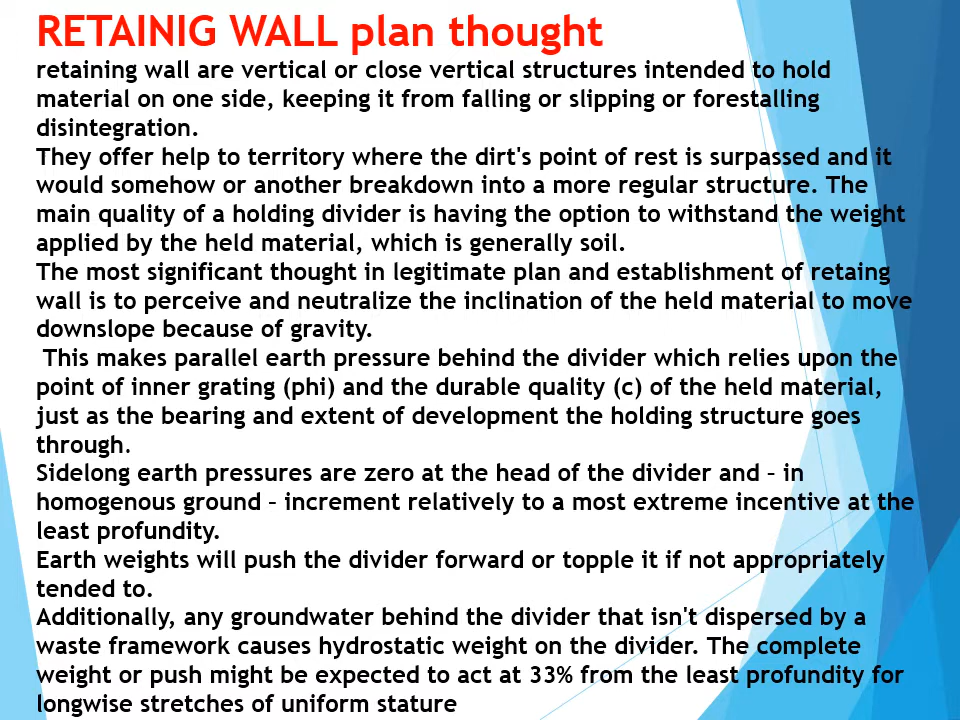 RETAINIG WALL plan thought
retaining wall are vertical or close vertical structures intended to hold
material on one side, keeping it from falling or slipping or forestalling
disintegration.
They offer help to territory where the dirt's point of rest is surpassed and it
would somehow or another breakdown into a more regular structure. The
main quality of a holding divider is having the option to withstand the weight
applied by the held material, which is generally soil.
The most significant thought in legitimate plan and establishment of retaing
wall is to perceive and neutralize the inclination of the held material to move
downslope because of gravity.
This makes parallel earth pressure behind the divider which relies upon the
point of inner grating (phi) and the durable quality (c) of the held material,
just as the bearing and extent of development the holding structure goes
through.
Sidelong earth pressures are zero at the head of the divider and – in
homogenous ground – increment relatively to a most extreme incentive at the
least profundity.
Earth weights will push the divider forward or topple it if not appropriately
tended to.
Additionally, any groundwater behind the divider that isn't dispersed by a
waste framework causes hydrostatic weight on the divider. The complete
weight or push might be expected to act at 33% from the least profundity for
longwise stretches of uniform stature